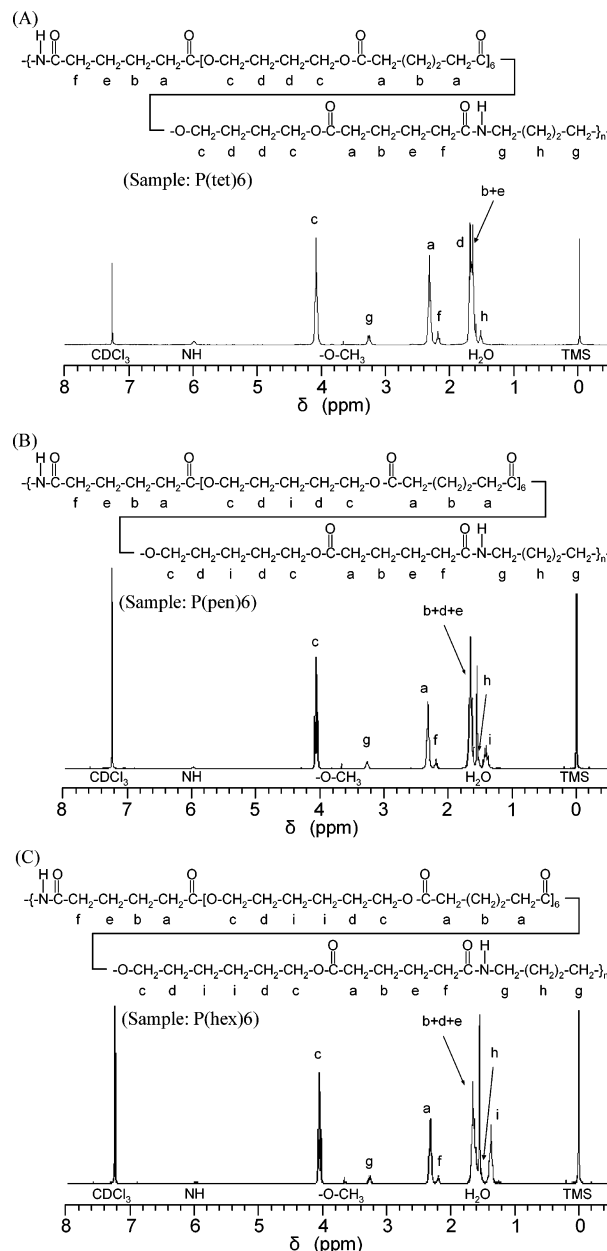 (A)
H O O O O
-{-N-C-CH₂-CH₂-CH₂-CH₂-C[O-CH₂-CH₂-CH₂-CH₂-O-C-CH₂-(CH₂)₂-CH₂-C]₆
f e b a c d d c a b a
O O H
-O-CH₂-CH₂-CH₂-CH₂-OC-CH₂-CH₂-CH₂-CH₂-C-N-CH₂-(CH₂)₂-CH₂-}n
c d d c a b e f g h g
(Sample: P(tet)6)
b+e
c d
a
g f h
CDCl₃ NH -O-CH₃ H₂O TMS
8 7 6 5 4 3 2 1 0
δ (ppm)
(B)
H O O O O
-{-N-C-CH₂-CH₂-CH₂-CH₂-C[O-CH₂-CH₂-CH₂-CH₂-CH₂-O-C-CH₂-(CH₂)₂-CH₂-C]₆
f e b a c d i d c a b a
O O H
-O-CH₂-CH₂-CH₂-CH₂-CH₂-OC-CH₂-CH₂-CH₂-CH₂-C-N-CH₂-(CH₂)₂-CH₂-}n
c d i d c a b e f g h g
(Sample: P(pen)6)
b+d+e
c
a h
g f i
CDCl₃ NH -O-CH₃ H₂O TMS
8 7 6 5 4 3 2 1 0
δ (ppm)
(C)
H O O O O
-{-N-C-CH₂-CH₂-CH₂-CH₂-C[O-CH₂-CH₂-CH₂-CH₂-CH₂-CH₂-O-C-CH₂-(CH₂)₂-CH₂-C]₆
f e b a c d i i d c a b a
O O H
-O-CH₂-CH₂-CH₂-CH₂-CH₂-CH₂-OC-CH₂-CH₂-CH₂-CH₂-C-N-CH₂-(CH₂)₂-CH₂-}n
c d i i d c a b e f g h g
(Sample: P(hex)6)
b+d+e
c h
a i
g f
CDCl₃ NH -O-CH₃ H₂O TMS
8 7 6 5 4 3 2 1 0
δ (ppm)